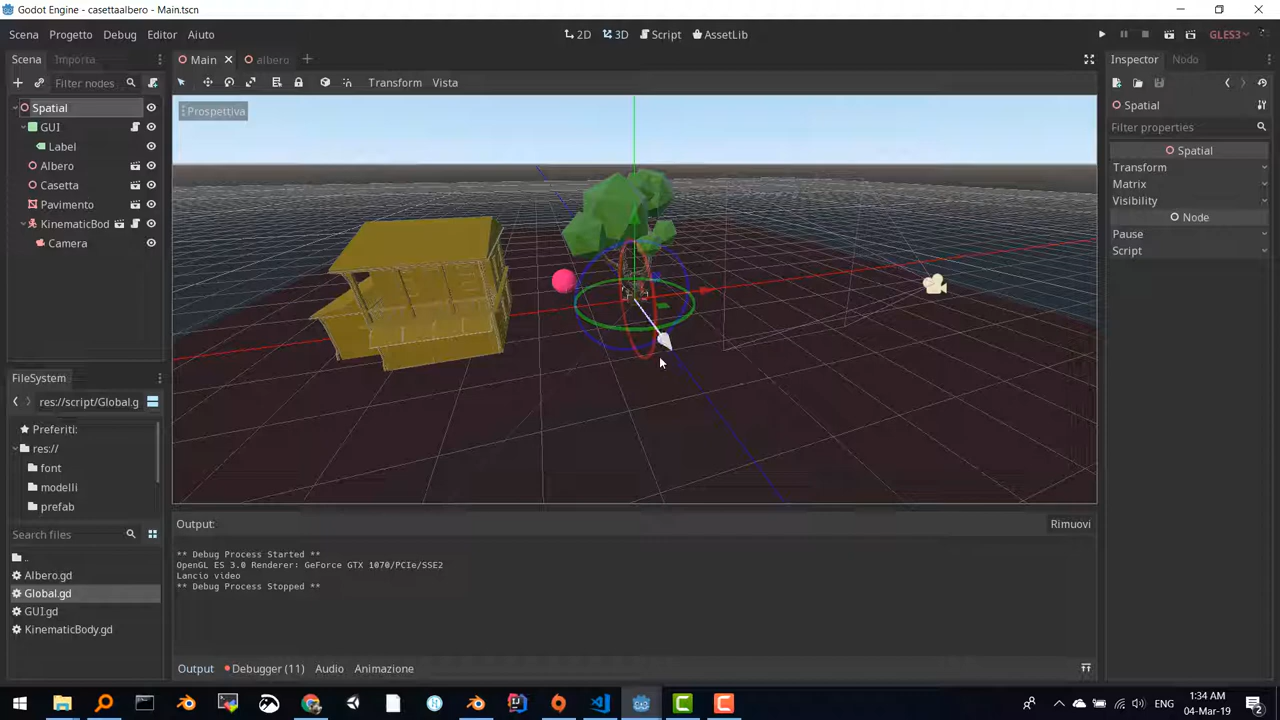 Godot Engine - casettaalbero - Main.tscn
Scena Progetto Debug Editor Aiuto
2D 3D Script AssetLib
GLES3
Scena Importa
Main albero
Inspector Nodo
Filter nodes
Transform Vista
Spatial
Prospettiva
Spatial
GUI
Filter properties
Label
Spatial
Albero
Transform
Casetta
Matrix
Pavimento
Visibility
KinematicBod
Node
Camera
Pause
Script
FileSystem
res://script/Global.g
Preferiti:
res://
font
modelli
prefab
Search files
..
Albero.gd
Global.gd
GUI.gd
KinematicBody.gd
Output:
Rimuovi
** Debug Process Started **
OpenGL ES 3.0 Renderer: GeForce GTX 1070/PCIe/SSE2
Lancio video
** Debug Process Stopped **
Output Debugger (11) Audio Animazione
ENG
1:34 AM
04-Mar-19
2